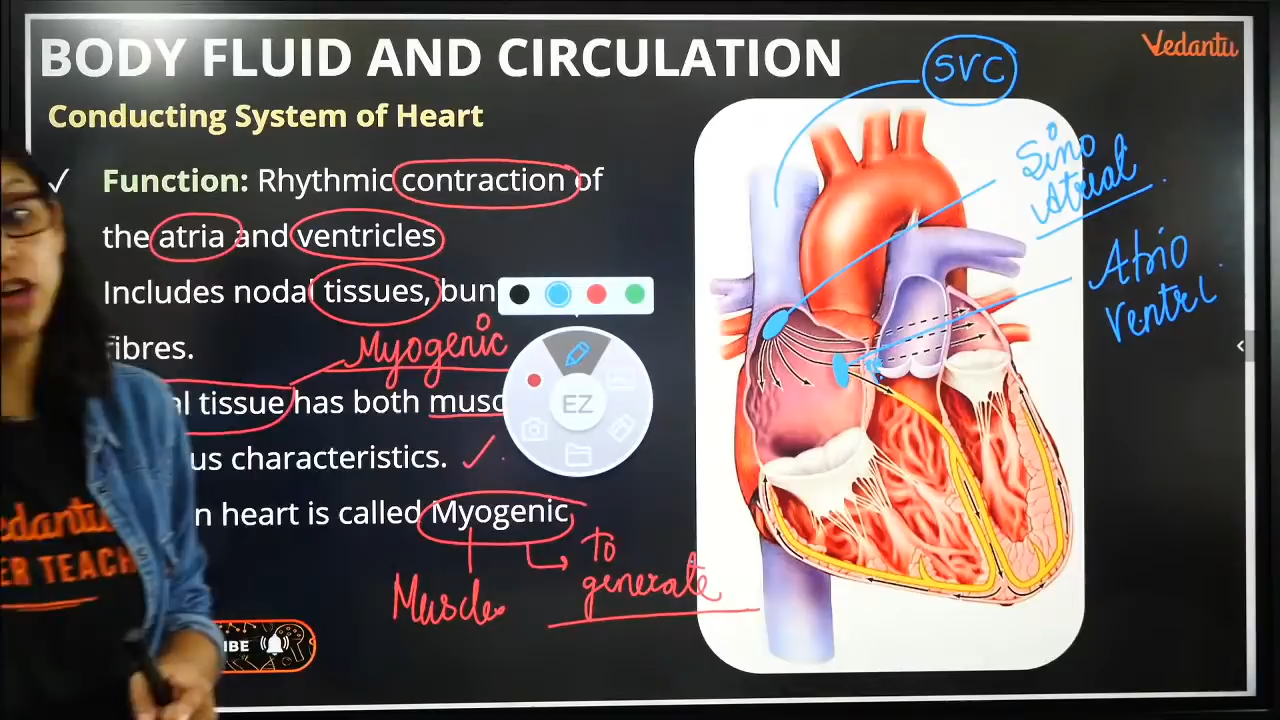 BODY FLUID AND CIRCULATION
Vedantu
SVC
Conducting System of Heart
Function: Rhythmic contraction of
the atria and ventricles
Sino
Atrial
Includes nodal tissues, bun
Atrio
Ventri
fibres.
Myogenic
al tissue has both musc
EZ
us characteristics.
n heart is called Myogenic
to
generate
Muscle
edantu
ER TEACH
IBE